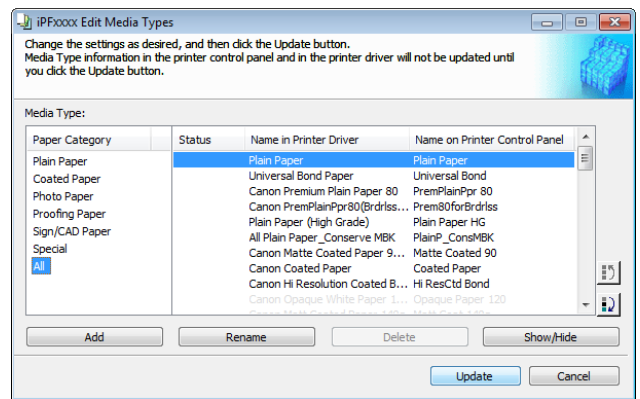 iPFxxxx Edit Media Types
Change the settings as desired, and then click the Update button.
Media Type information in the printer control panel and in the printer driver will not be updated until
you click the Update button.
Media Type:
Paper Category Status Name in Printer Driver Name on Printer Control Panel
Plain Paper Plain Paper Plain Paper
Coated Paper Universal Bond Paper Universal Bond
Photo Paper Canon Premium Plain Paper 80 PremPlainPpr 80
Proofing Paper Canon PremPlainPpr80(Brdrlss... Prem80forBrdrlss
Sign/CAD Paper Plain Paper (High Grade) Plain Paper HG
Special All Plain Paper_Conserve MBK PlainP_ConsMBK
All Canon Matte Coated Paper 9... Matte Coated 90
Canon Coated Paper Coated Paper
Canon Hi Resolution Coated B... Hi ResCtd Bond
Canon Opaque White Paper 1... Opaque Paper 120
Add Rename Delete Show/Hide
Update Cancel